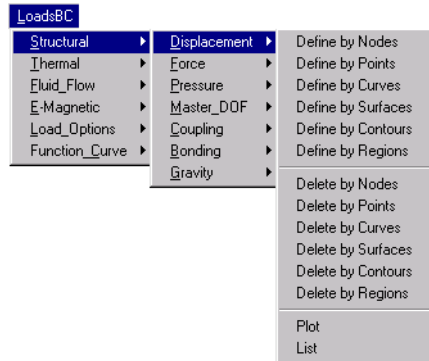 LoadsBC
Structural
Thermal
Fluid_Flow
E-Magnetic
Load_Options
Function_Curve
Displacement
Force
Pressure
Master_DOF
Coupling
Bonding
Gravity
Define by Nodes
Define by Points
Define by Curves
Define by Surfaces
Define by Contours
Define by Regions
Delete by Nodes
Delete by Points
Delete by Curves
Delete by Surfaces
Delete by Contours
Delete by Regions
Plot
List